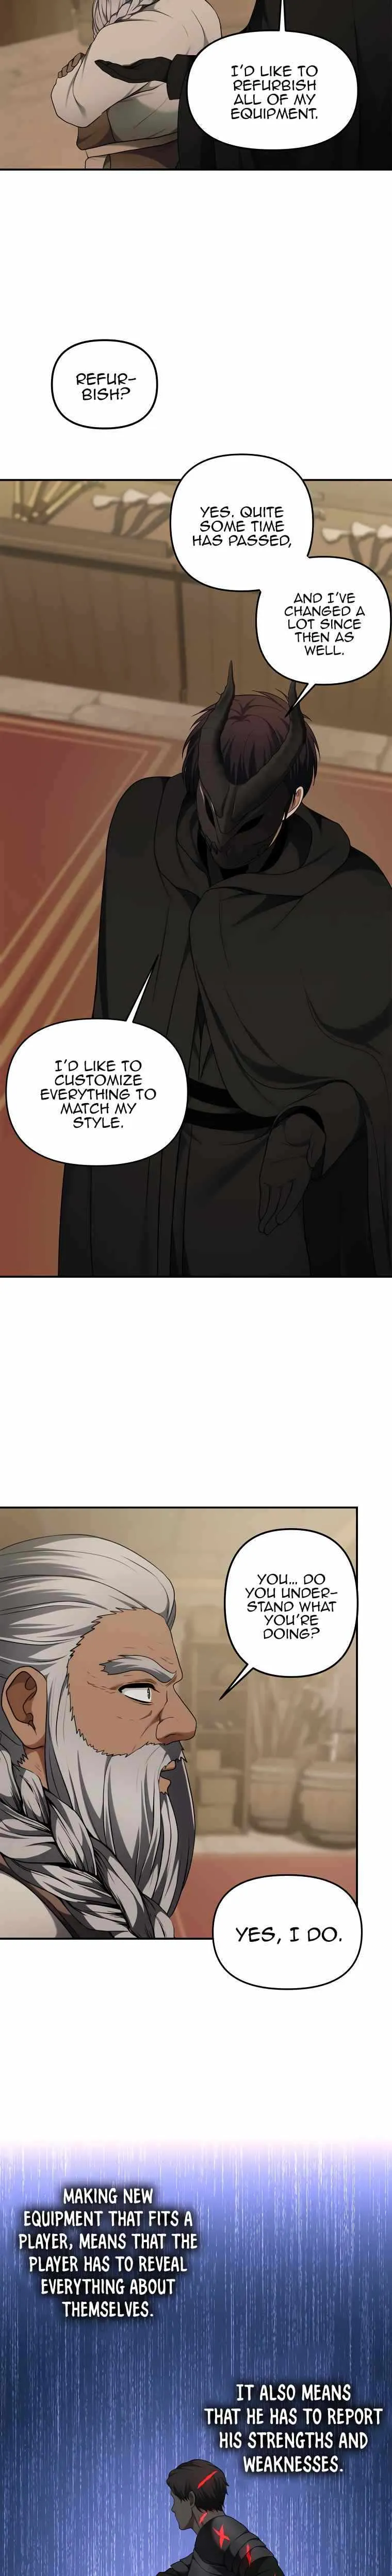 I'D LIKE TO
REFURBISH
ALL OF MY
EQUIPMENT.
REFUR-
BISH?
YES. QUITE
SOME TIME
HAS PASSED,
AND I'VE
CHANGED A
LOT SINCE
THEN AS
WELL.
I'D LIKE TO
CUSTOMIZE
EVERYTHING TO
MATCH MY
STYLE.
YOU... DO
YOU UNDER-
STAND WHAT
YOU'RE
DOING?
YES, I DO.
MAKING NEW
EQUIPMENT THAT FITS A
PLAYER, MEANS THAT THE
PLAYER HAS TO REVEAL
EVERYTHING ABOUT
THEMSELVES.
IT ALSO MEANS
THAT HE HAS TO REPORT
HIS STRENGTHS AND
WEAKNESSES.